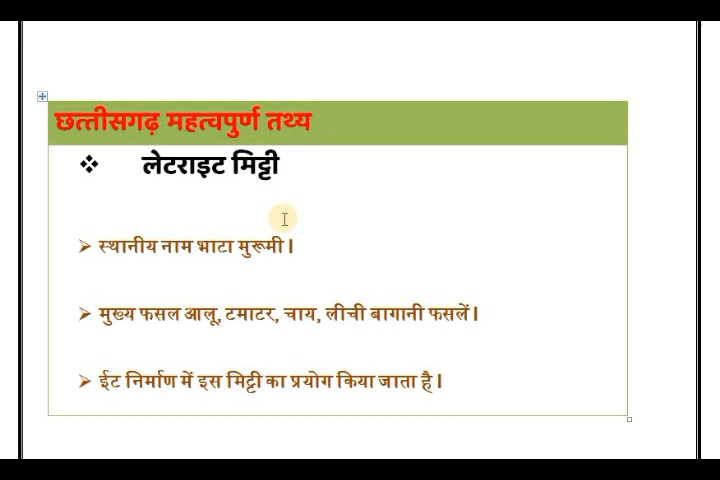 छत्तीसगढ़ महत्वपुर्ण तथ्य
❖ लेटराइट मिट्टी
➢ स्थानीय नाम भाटा मुरूमी।
➢ मुख्य फसल आलू, टमाटर, चाय, लीची बागानी फसलें।
➢ ईट निर्माण में इस मिट्टी का प्रयोग किया जाता है।